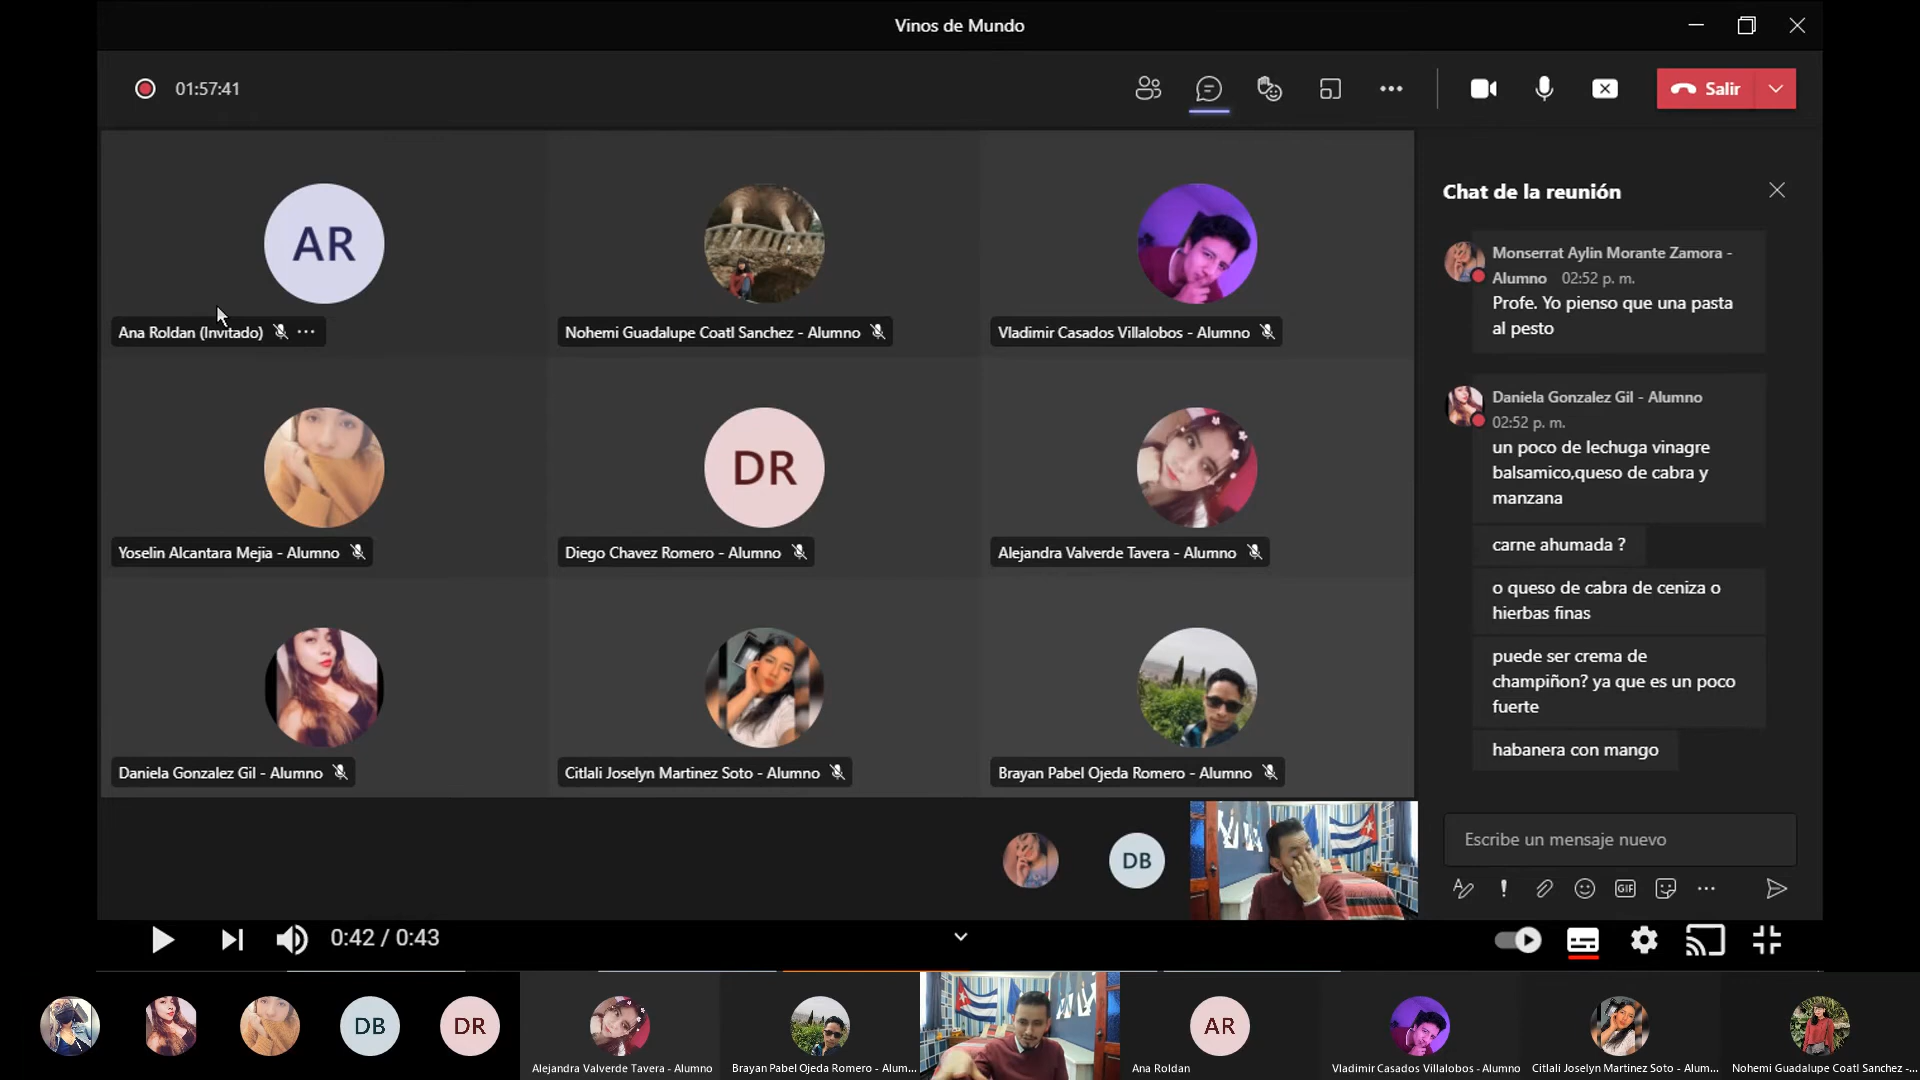 Vinos de Mundo
01:57:41
Salir
AR
Ana Roldan (Invitado)
Nohemi Guadalupe Coatl Sanchez - Alumno
Vladimir Casados Villalobos - Alumno
Yoselin Alcantara Mejia - Alumno
DR
Diego Chavez Romero - Alumno
Alejandra Valverde Tavera - Alumno
Daniela Gonzalez Gil - Alumno
Citlali Joselyn Martinez Soto - Alumno
Brayan Pabel Ojeda Romero - Alumno
DB
Chat de la reunión
Monserrat Aylin Morante Zamora -
Alumno 02:52 p. m.
Profe. Yo pienso que una pasta
al pesto
Daniela Gonzalez Gil - Alumno
02:52 p. m.
un poco de lechuga vinagre
balsamico,queso de cabra y
manzana
carne ahumada ?
o queso de cabra de ceniza o
hierbas finas
puede ser crema de
champiñon? ya que es un poco
fuerte
habanera con mango
Escribe un mensaje nuevo
GIF
0:42 / 0:43
DB
DR
Alejandra Valverde Tavera - Alumno
Brayan Pabel Ojeda Romero - Alum...
AR
Ana Roldan
Vladimir Casados Villalobos - Alumno
Citlali Joselyn Martinez Soto - Alum...
Nohemi Guadalupe Coatl Sanchez -...